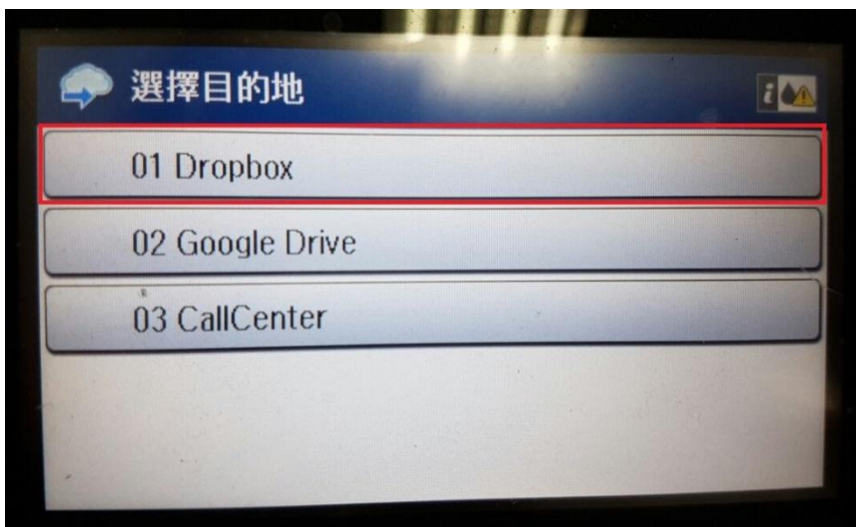 選擇目的地
i
01 Dropbox
02 Google Drive
03 CallCenter